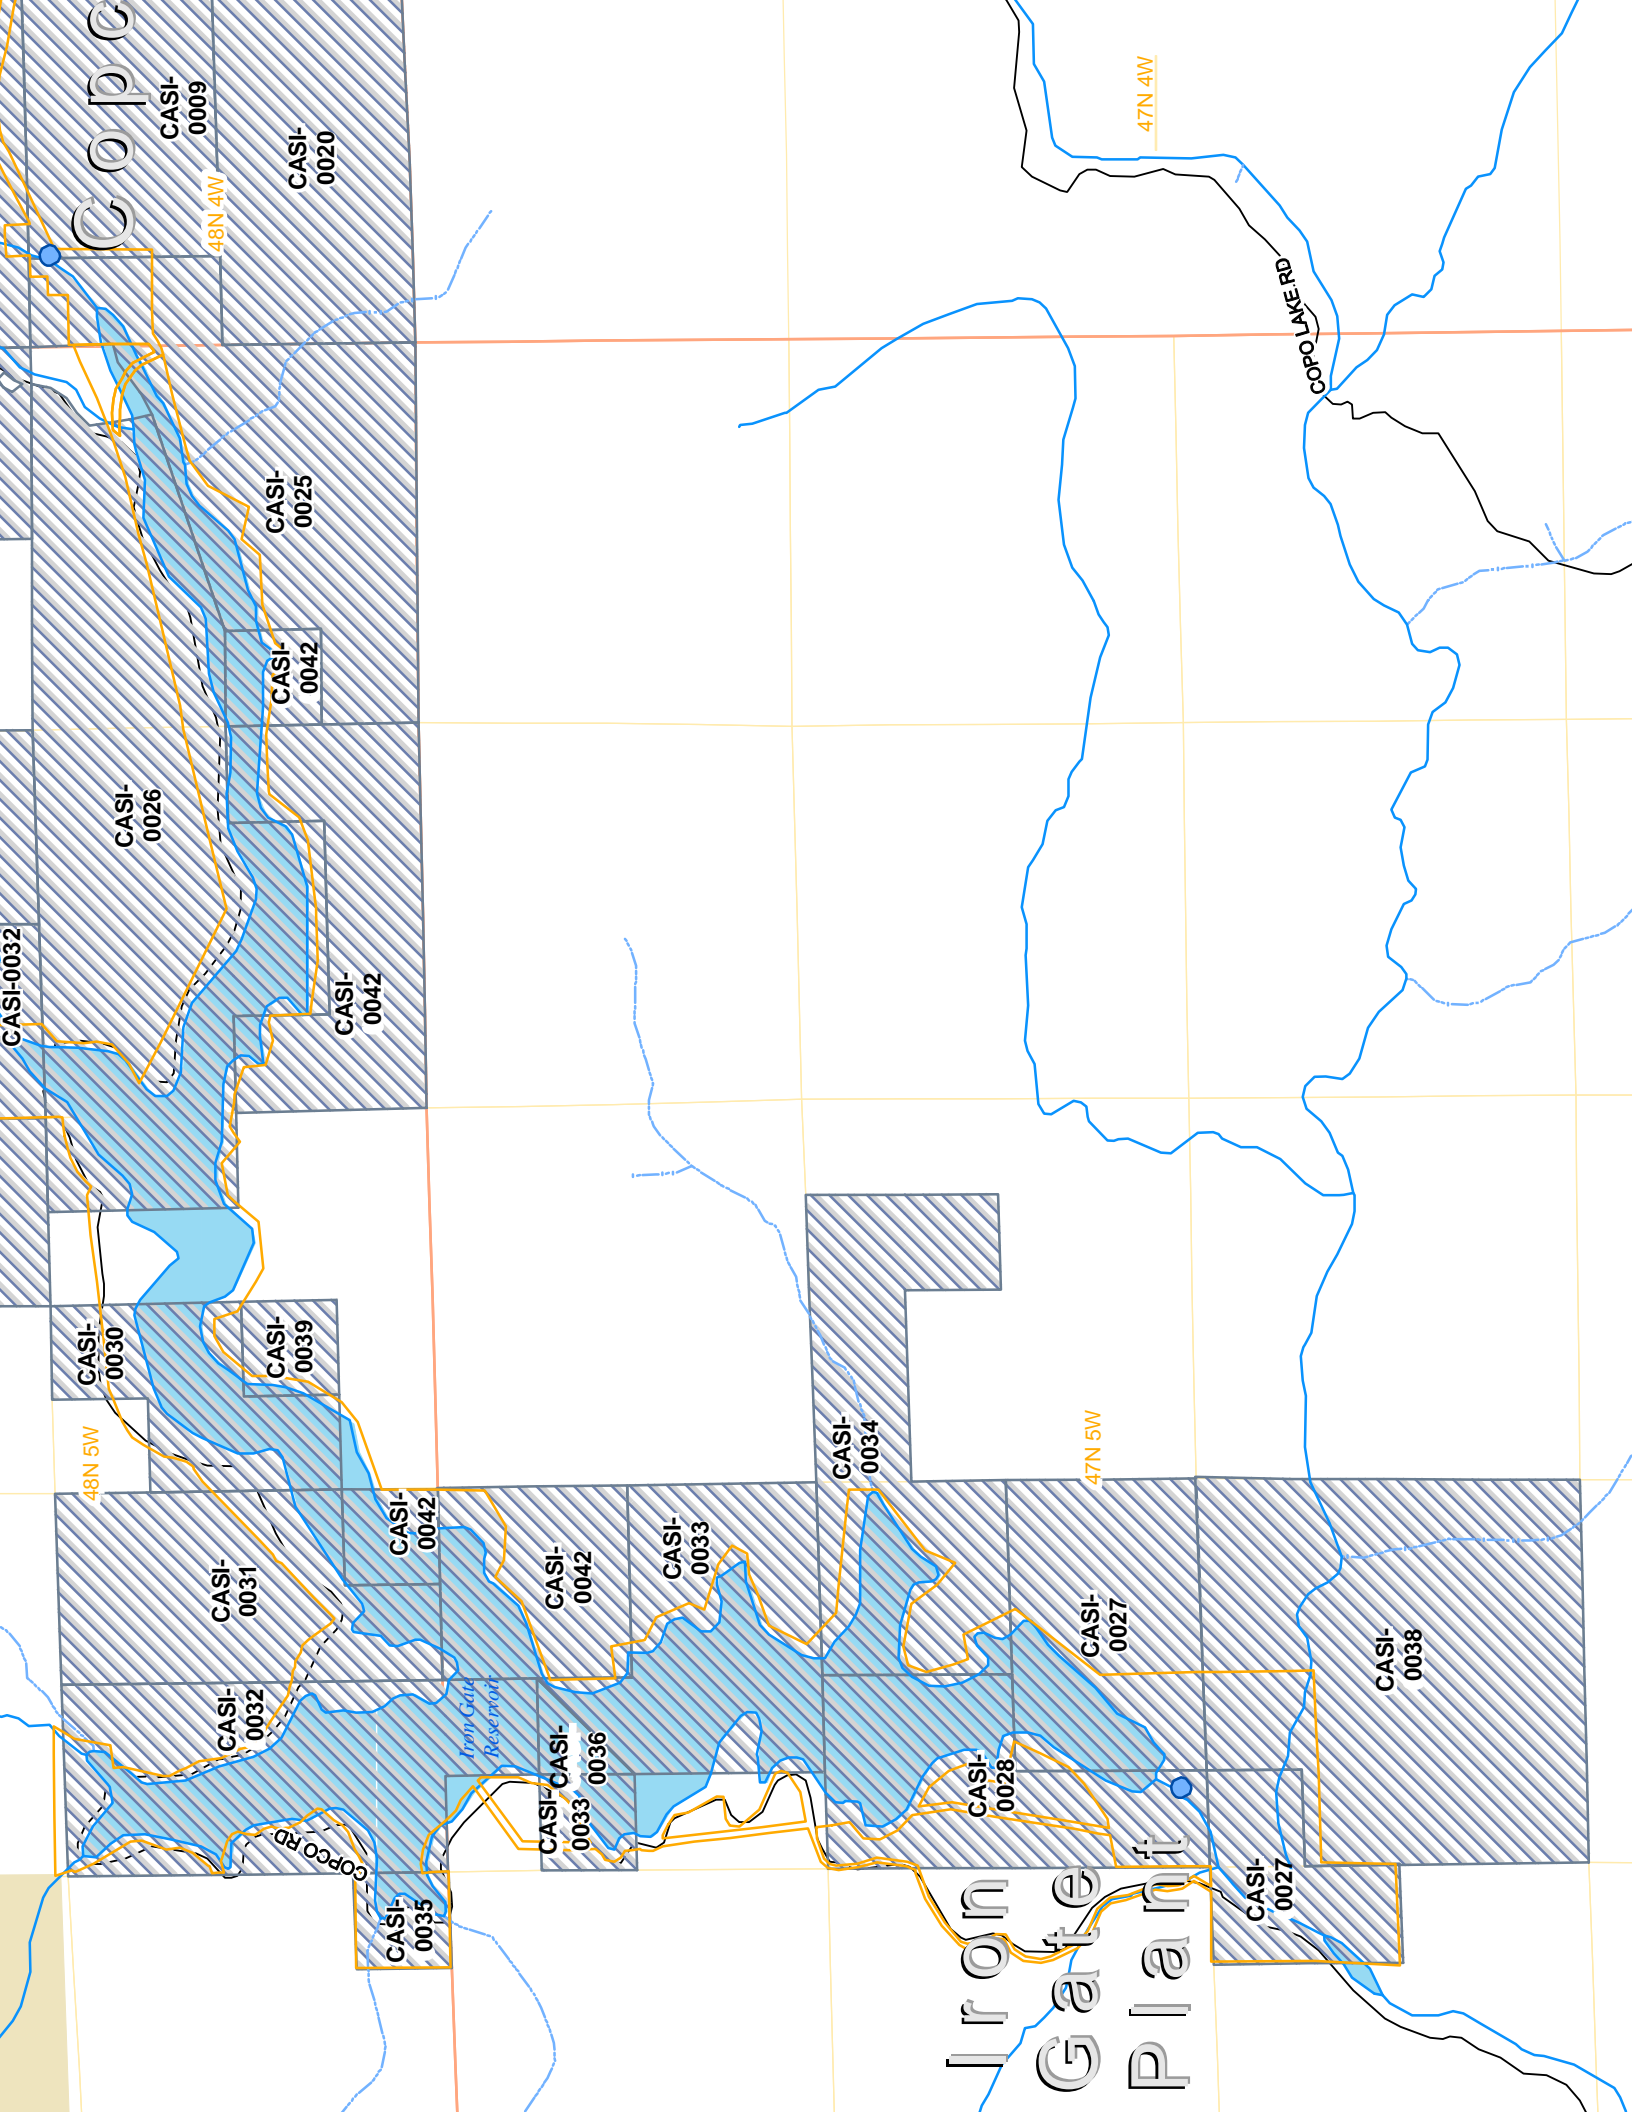 Copc
CASI-
0009
48N 4W
CASI-
0020
47N 4W
COPO LAKE RD
CASI-
0025
CASI-
0042
CASI-
0026
CASI-0032
CASI-
0042
CASI-
0030
CASI-
0039
48N 5W
CASI-
0031
CASI-
0042
CASI-
0042
CASI-
0033
CASI-
0034
47N 5W
CASI-
0027
CASI-
0038
CASI-
0032
Iron Gate
Reservoir
CASI-
0036
CASI-
0033
CASI-
0028
COPCO RD
CASI-
0035
CASI-
0027
Iron
Gate
Plant